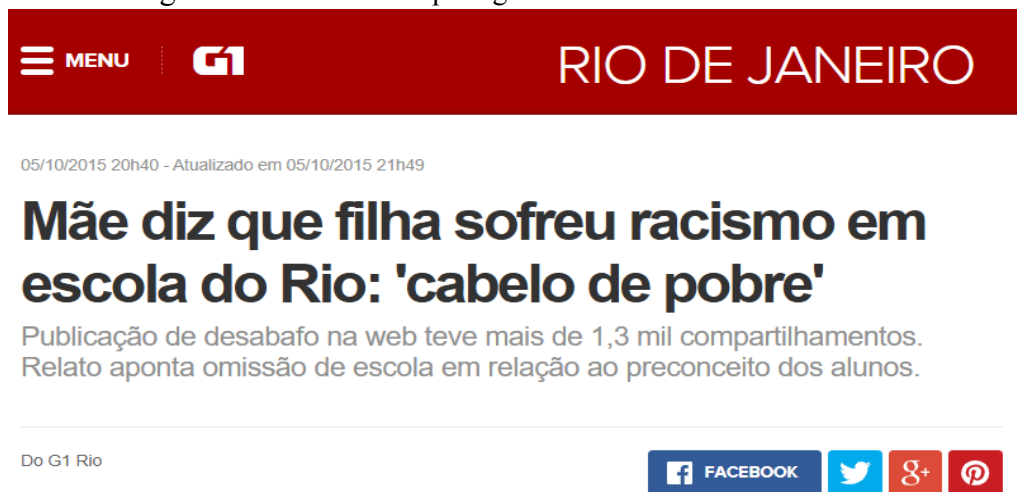 MENU G1 RIO DE JANEIRO
05/10/2015 20h40 - Atualizado em 05/10/2015 21h49
Mãe diz que filha sofreu racismo em
escola do Rio: 'cabelo de pobre'
Publicação de desabafo na web teve mais de 1,3 mil compartilhamentos.
Relato aponta omissão de escola em relação ao preconceito dos alunos.
Do G1 Rio
f FACEBOOK g+